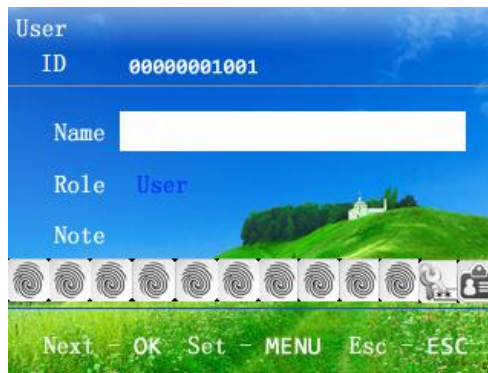 User
ID 00000001001
Name
Role User
Note
Next - OK Set - MENU Esc - ESC